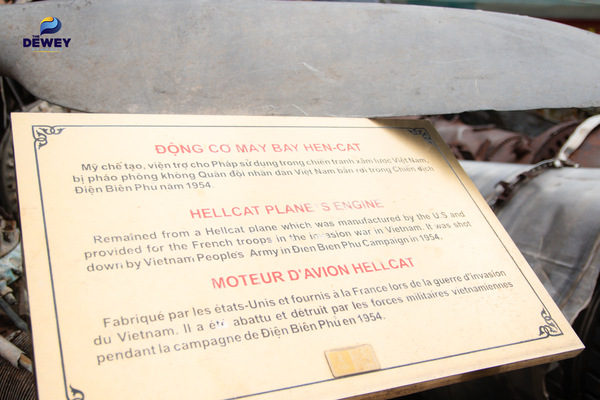 THE
DEWEY
ĐỘNG CƠ MÁY BAY HEN-CAT
Mỹ chế tạo, viện trợ cho Pháp sử dụng trong chiến tranh xâm lược Việt Nam,
bị pháo phòng không Quân đội nhân dân Việt Nam bắn rơi trong Chiến dịch
Điện Biên Phủ năm 1954.
HELLCAT PLANE 'S ENGINE
Remained from a Hellcat plane which was manufactured by the U.S and
provided for the French troops in the invasion war in Vietnam. It was shot
down by Vietnam People's Army in Dien Bien Phu Campaign in 1954.
MOTEUR D'AVION HELLCAT
Fabriqué par les états-Unis et fournis à la France lors de la guerre d'invasion
du Vietnam. Il a été abattu et détruit par les forces militaires vietnamiennes
pendant la campagne de Điện Biên Phủ en 1954.